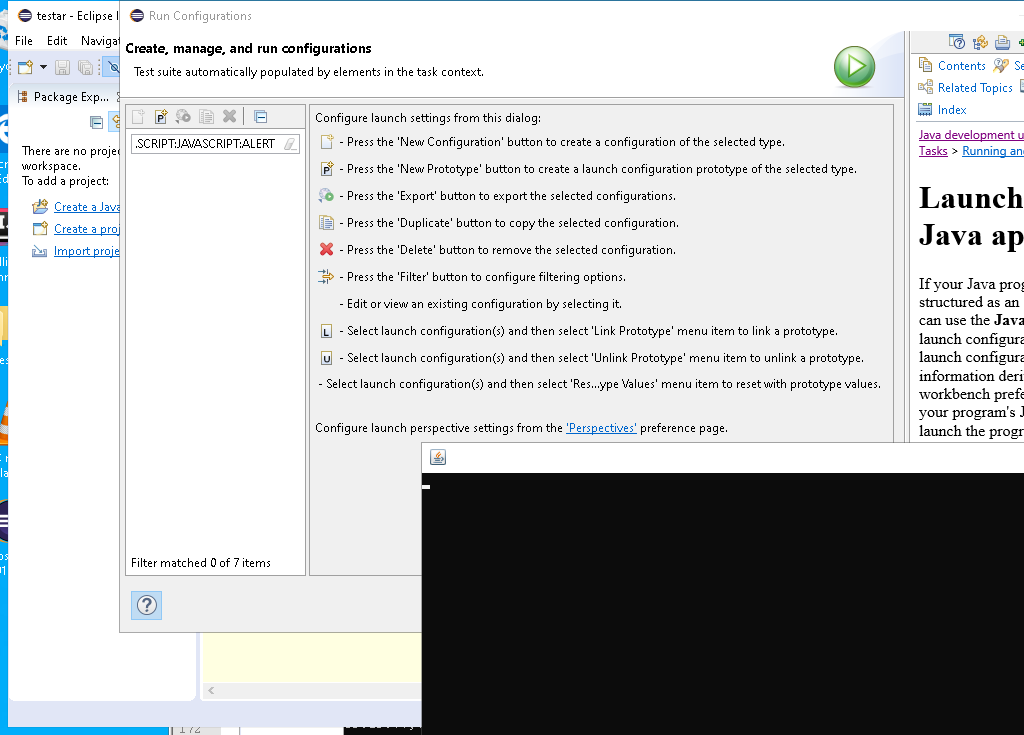 testar - Eclipse I
Run Configurations
File Edit Navigat
Create, manage, and run configurations
Test suite automatically populated by elements in the task context.
Package Exp...
Contents
Se
Related Topics
Index
.SCRIPT:JAVASCRIPT:ALERT
Configure launch settings from this dialog:
- Press the 'New Configuration' button to create a configuration of the selected type.
- Press the 'New Prototype' button to create a launch configuration prototype of the selected type.
- Press the 'Export' button to export the selected configurations.
- Press the 'Duplicate' button to copy the selected configuration.
- Press the 'Delete' button to remove the selected configuration.
- Press the 'Filter' button to configure filtering options.
- Edit or view an existing configuration by selecting it.
L - Select launch configuration(s) and then select 'Link Prototype' menu item to link a prototype.
U - Select launch configuration(s) and then select 'Unlink Prototype' menu item to unlink a prototype.
- Select launch configuration(s) and then select 'Res...ype Values' menu item to reset with prototype values.
Configure launch perspective settings from the 'Perspectives' preference page.
There are no projec
workspace.
To add a project:
Create a Java
Create a proj
Import proje
Java development u
Tasks > Running and
Launch
Java ap
If your Java prog
structured as an
can use the Java
launch configura
launch configura
information deri
workbench prefe
your program's J
launch the progr
Filter matched 0 of 7 items
172